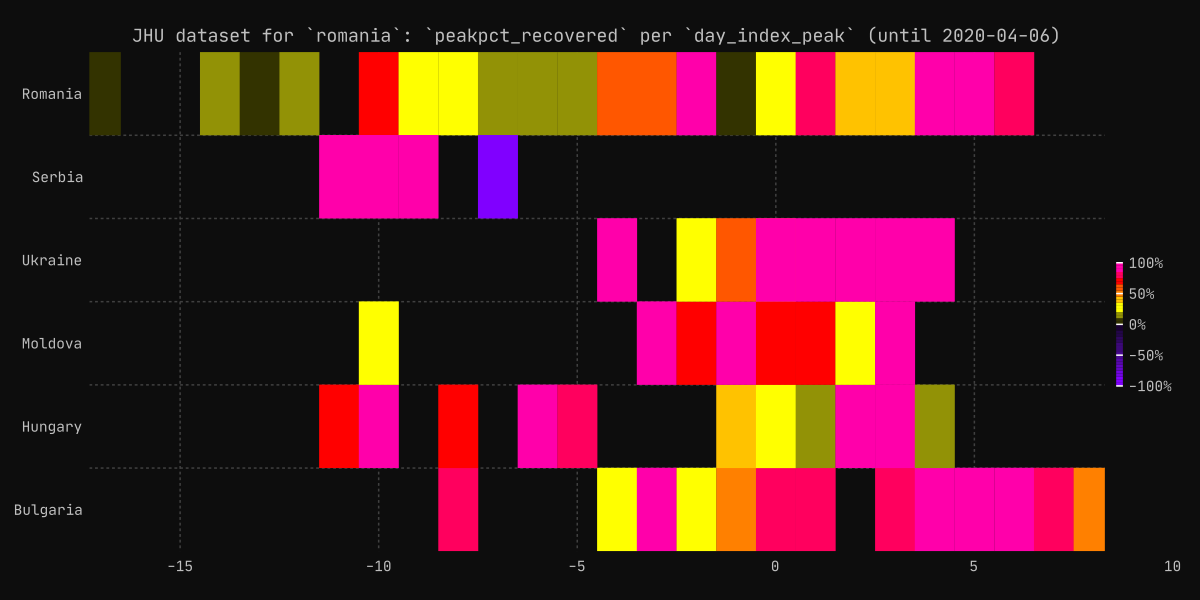 JHU dataset for `romania`: `peakpct_recovered` per `day_index_peak` (until 2020-04-06)
Romania
Serbia
Ukraine
Moldova
Hungary
Bulgaria
100%
50%
0%
-50%
-100%
-15 -10 -5 0 5 10